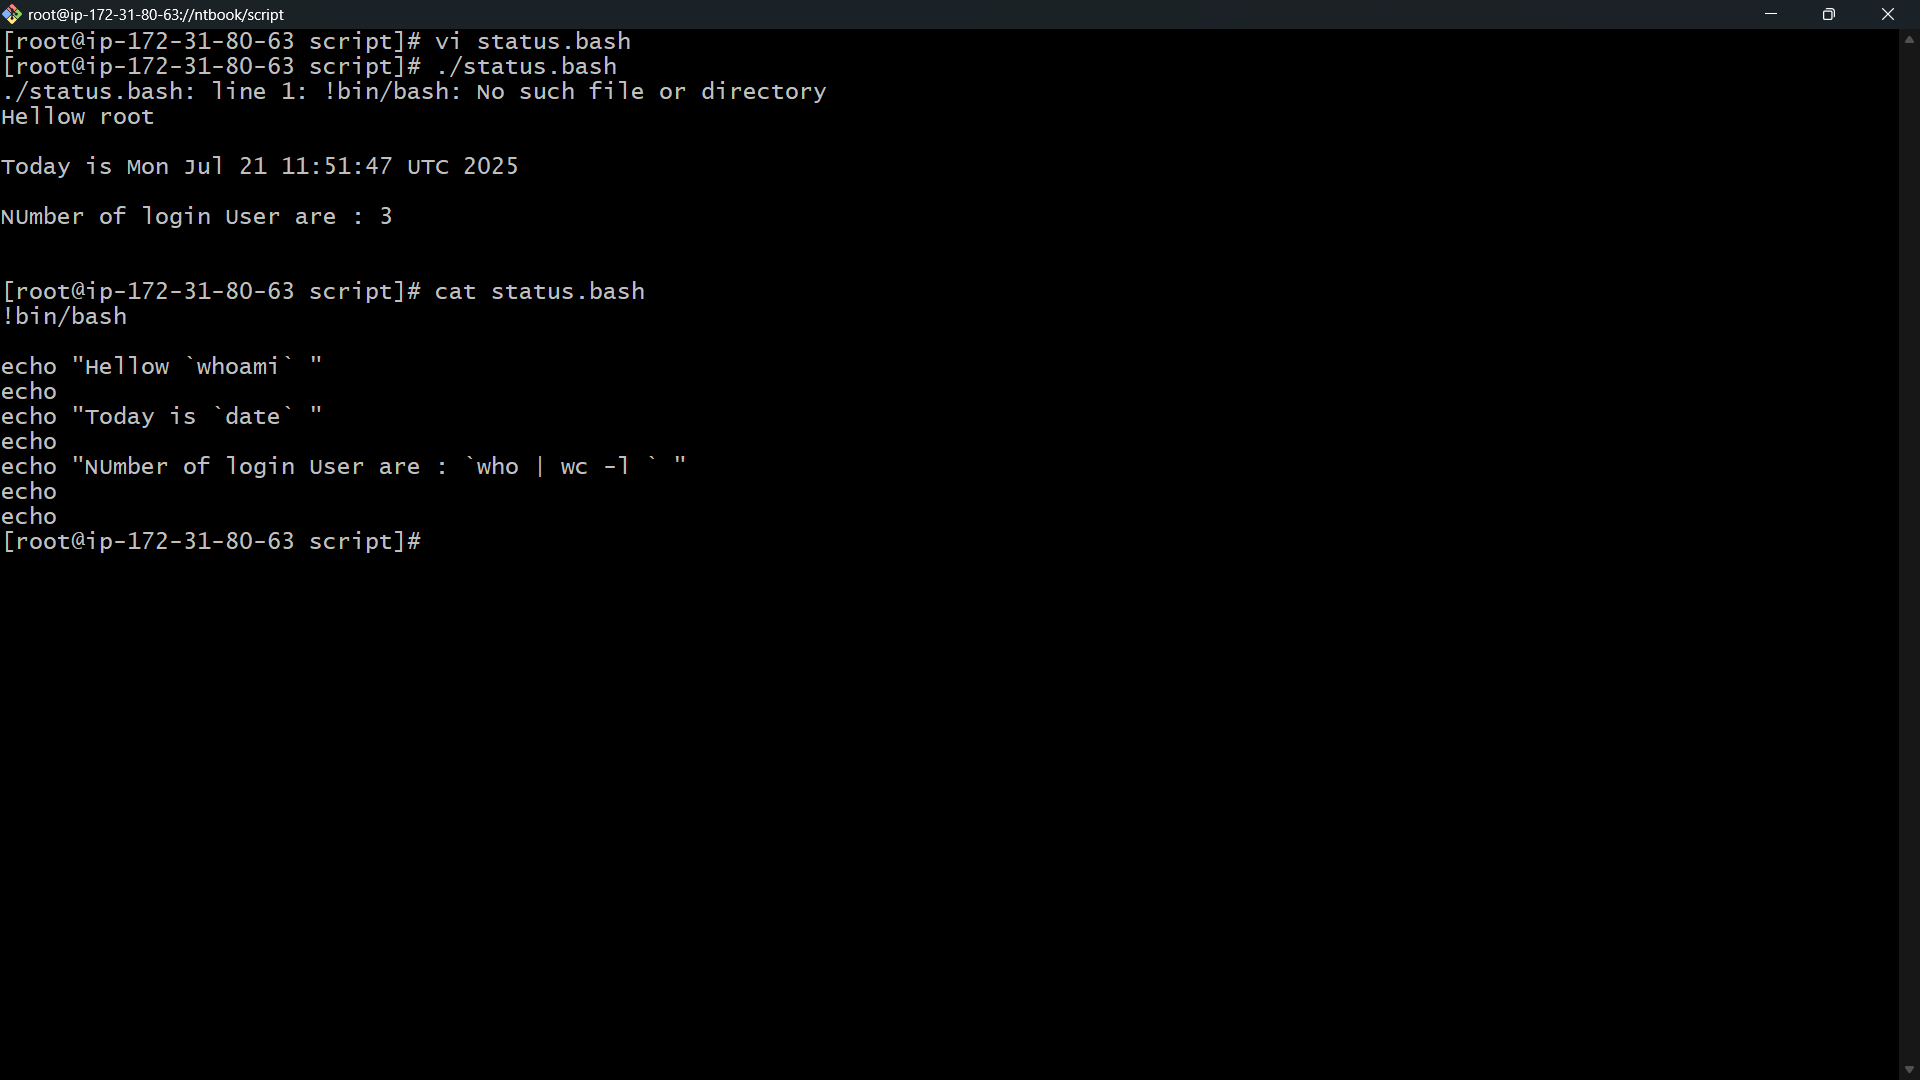 root@ip-172-31-80-63://ntbook/script
[root@ip-172-31-80-63 script]# vi status.bash
[root@ip-172-31-80-63 script]# ./status.bash
./status.bash: line 1: !bin/bash: No such file or directory
Hellow root
Today is Mon Jul 21 11:51:47 UTC 2025
NUmber of login User are : 3
[root@ip-172-31-80-63 script]# cat status.bash
!bin/bash
echo "Hellow `whoami` "
echo
echo "Today is `date` "
echo
echo "NUmber of login User are : `who | wc -l ` "
echo
echo
[root@ip-172-31-80-63 script]#